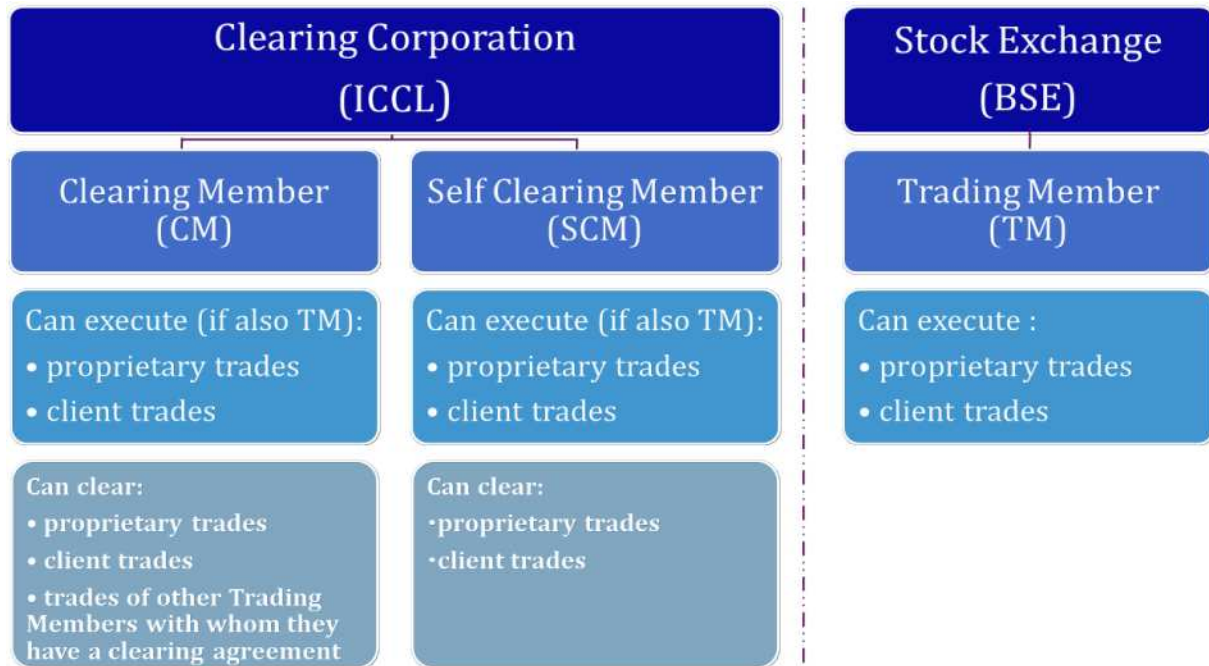 Clearing Corporation
(ICCL)
Stock Exchange
(BSE)
Clearing Member
(CM)
Self Clearing Member
(SCM)
Trading Member
(TM)
Can execute (if also TM):
• proprietary trades
• client trades
Can execute (if also TM):
• proprietary trades
• client trades
Can execute :
• proprietary trades
• client trades
Can clear:
• proprietary trades
• client trades
• trades of other Trading
Members with whom they
have a clearing agreement
Can clear:
•proprietary trades
•client trades